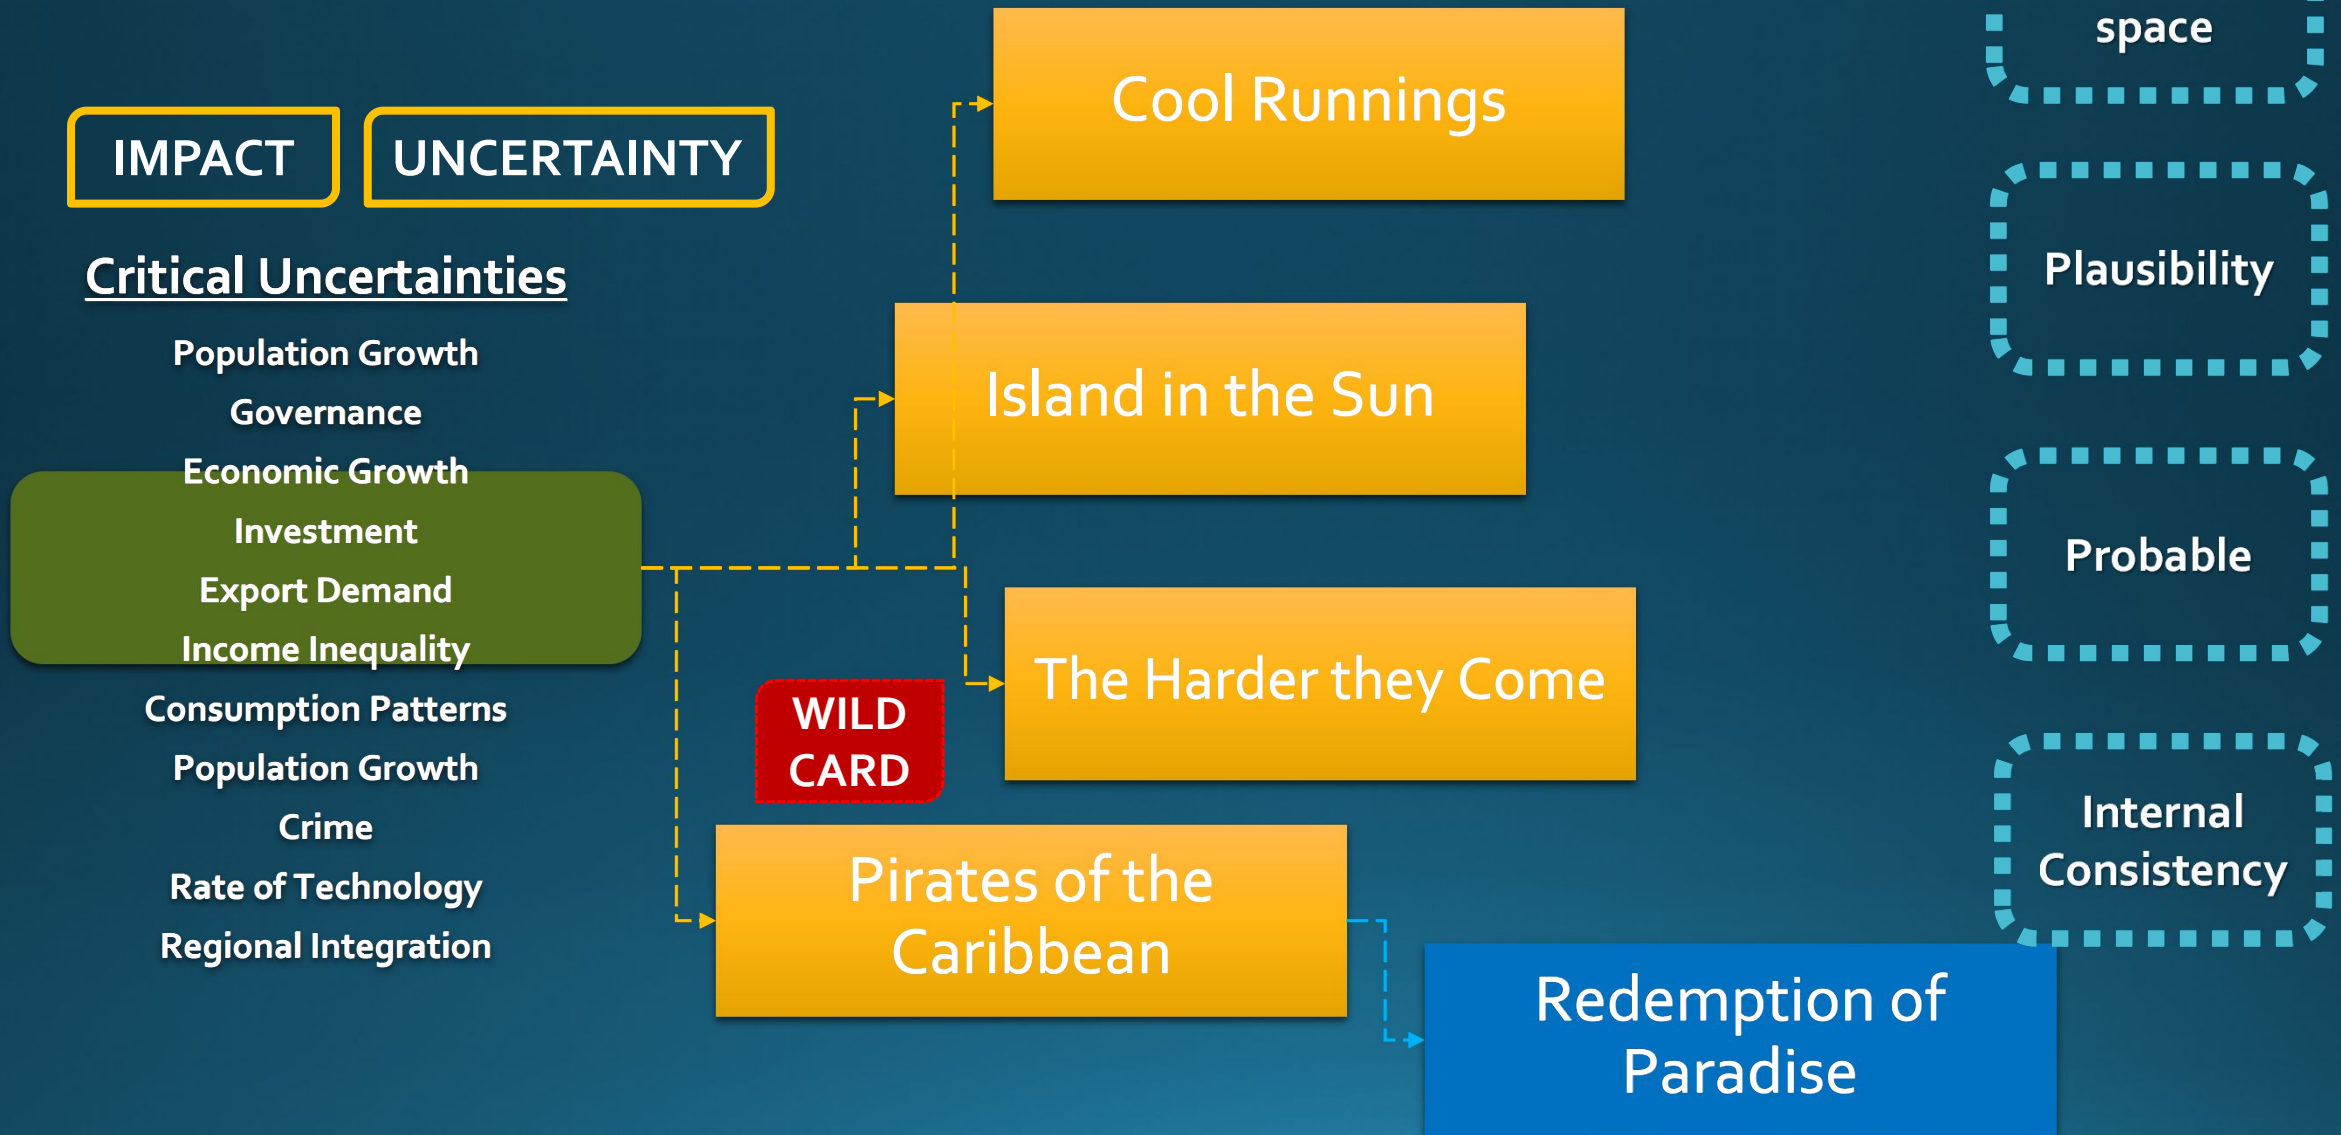 IMPACT
UNCERTAINTY
Critical Uncertainties
Population Growth
Governance
Economic Growth
Investment
Export Demand
Income Inequality
Consumption Patterns
Population Growth
Crime
Rate of Technology
Regional Integration
Cool Runnings
Island in the Sun
The Harder they Come
WILD
CARD
Pirates of the
Caribbean
Redemption of
Paradise
space
Plausibility
Probable
Internal
Consistency